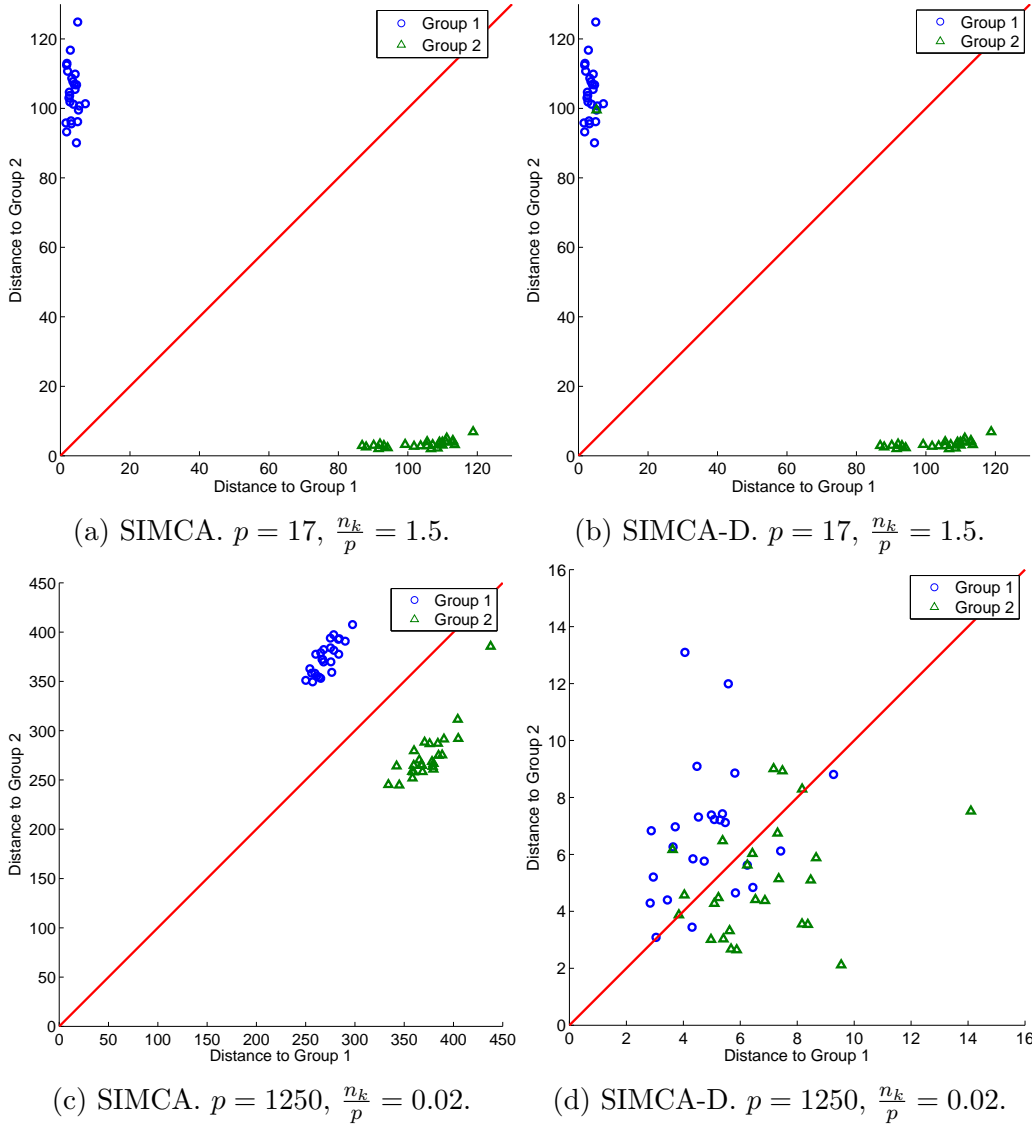 120
100
80
60
40
20
0
Distance to Group 2
Group 1
Group 2
0 20 40 60 80 100 120
Distance to Group 1
(a) SIMCA. p = 17, n_k/p = 1.5.
120
100
80
60
40
20
0
Distance to Group 2
Group 1
Group 2
0 20 40 60 80 100 120
Distance to Group 1
(b) SIMCA-D. p = 17, n_k/p = 1.5.
450
400
350
300
250
200
150
100
50
0
Distance to Group 2
Group 1
Group 2
0 50 100 150 200 250 300 350 400 450
Distance to Group 1
(c) SIMCA. p = 1250, n_k/p = 0.02.
16
14
12
10
8
6
4
2
0
Distance to Group 2
Group 1
Group 2
0 2 4 6 8 10 12 14 16
Distance to Group 1
(d) SIMCA-D. p = 1250, n_k/p = 0.02.